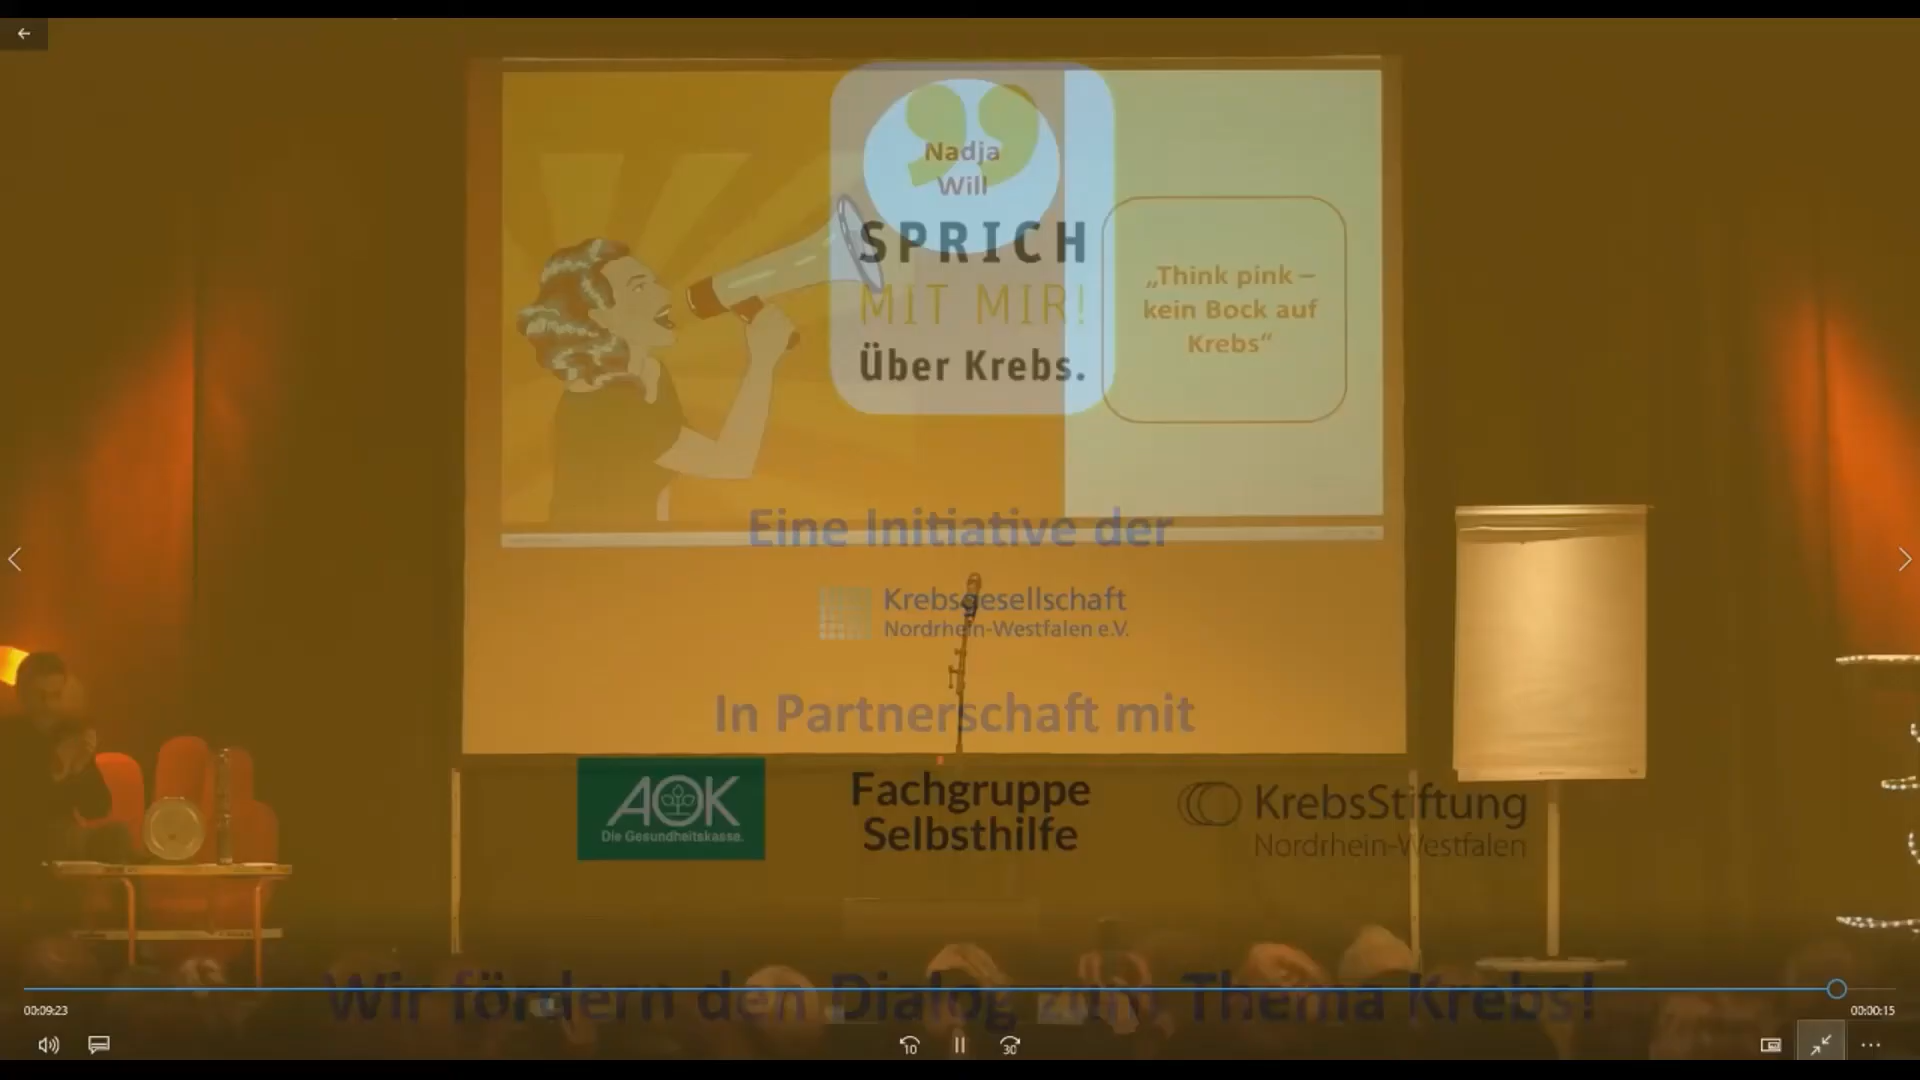 Nadja
Will
SPRICH
MIT MIR!
Über Krebs.
„Think pink –
kein Bock auf
Krebs“
Eine Initiative der
Krebsgesellschaft
Nordrhein-Westfalen e.V.
In Partnerschaft mit
AOK
Die Gesundheitskasse.
Fachgruppe
Selbsthilfe
KrebsStiftung
Nordrhein-Westfalen
Wir fördern den Dialog zum Thema Krebs!
00:09:23
00:00:15
10
30